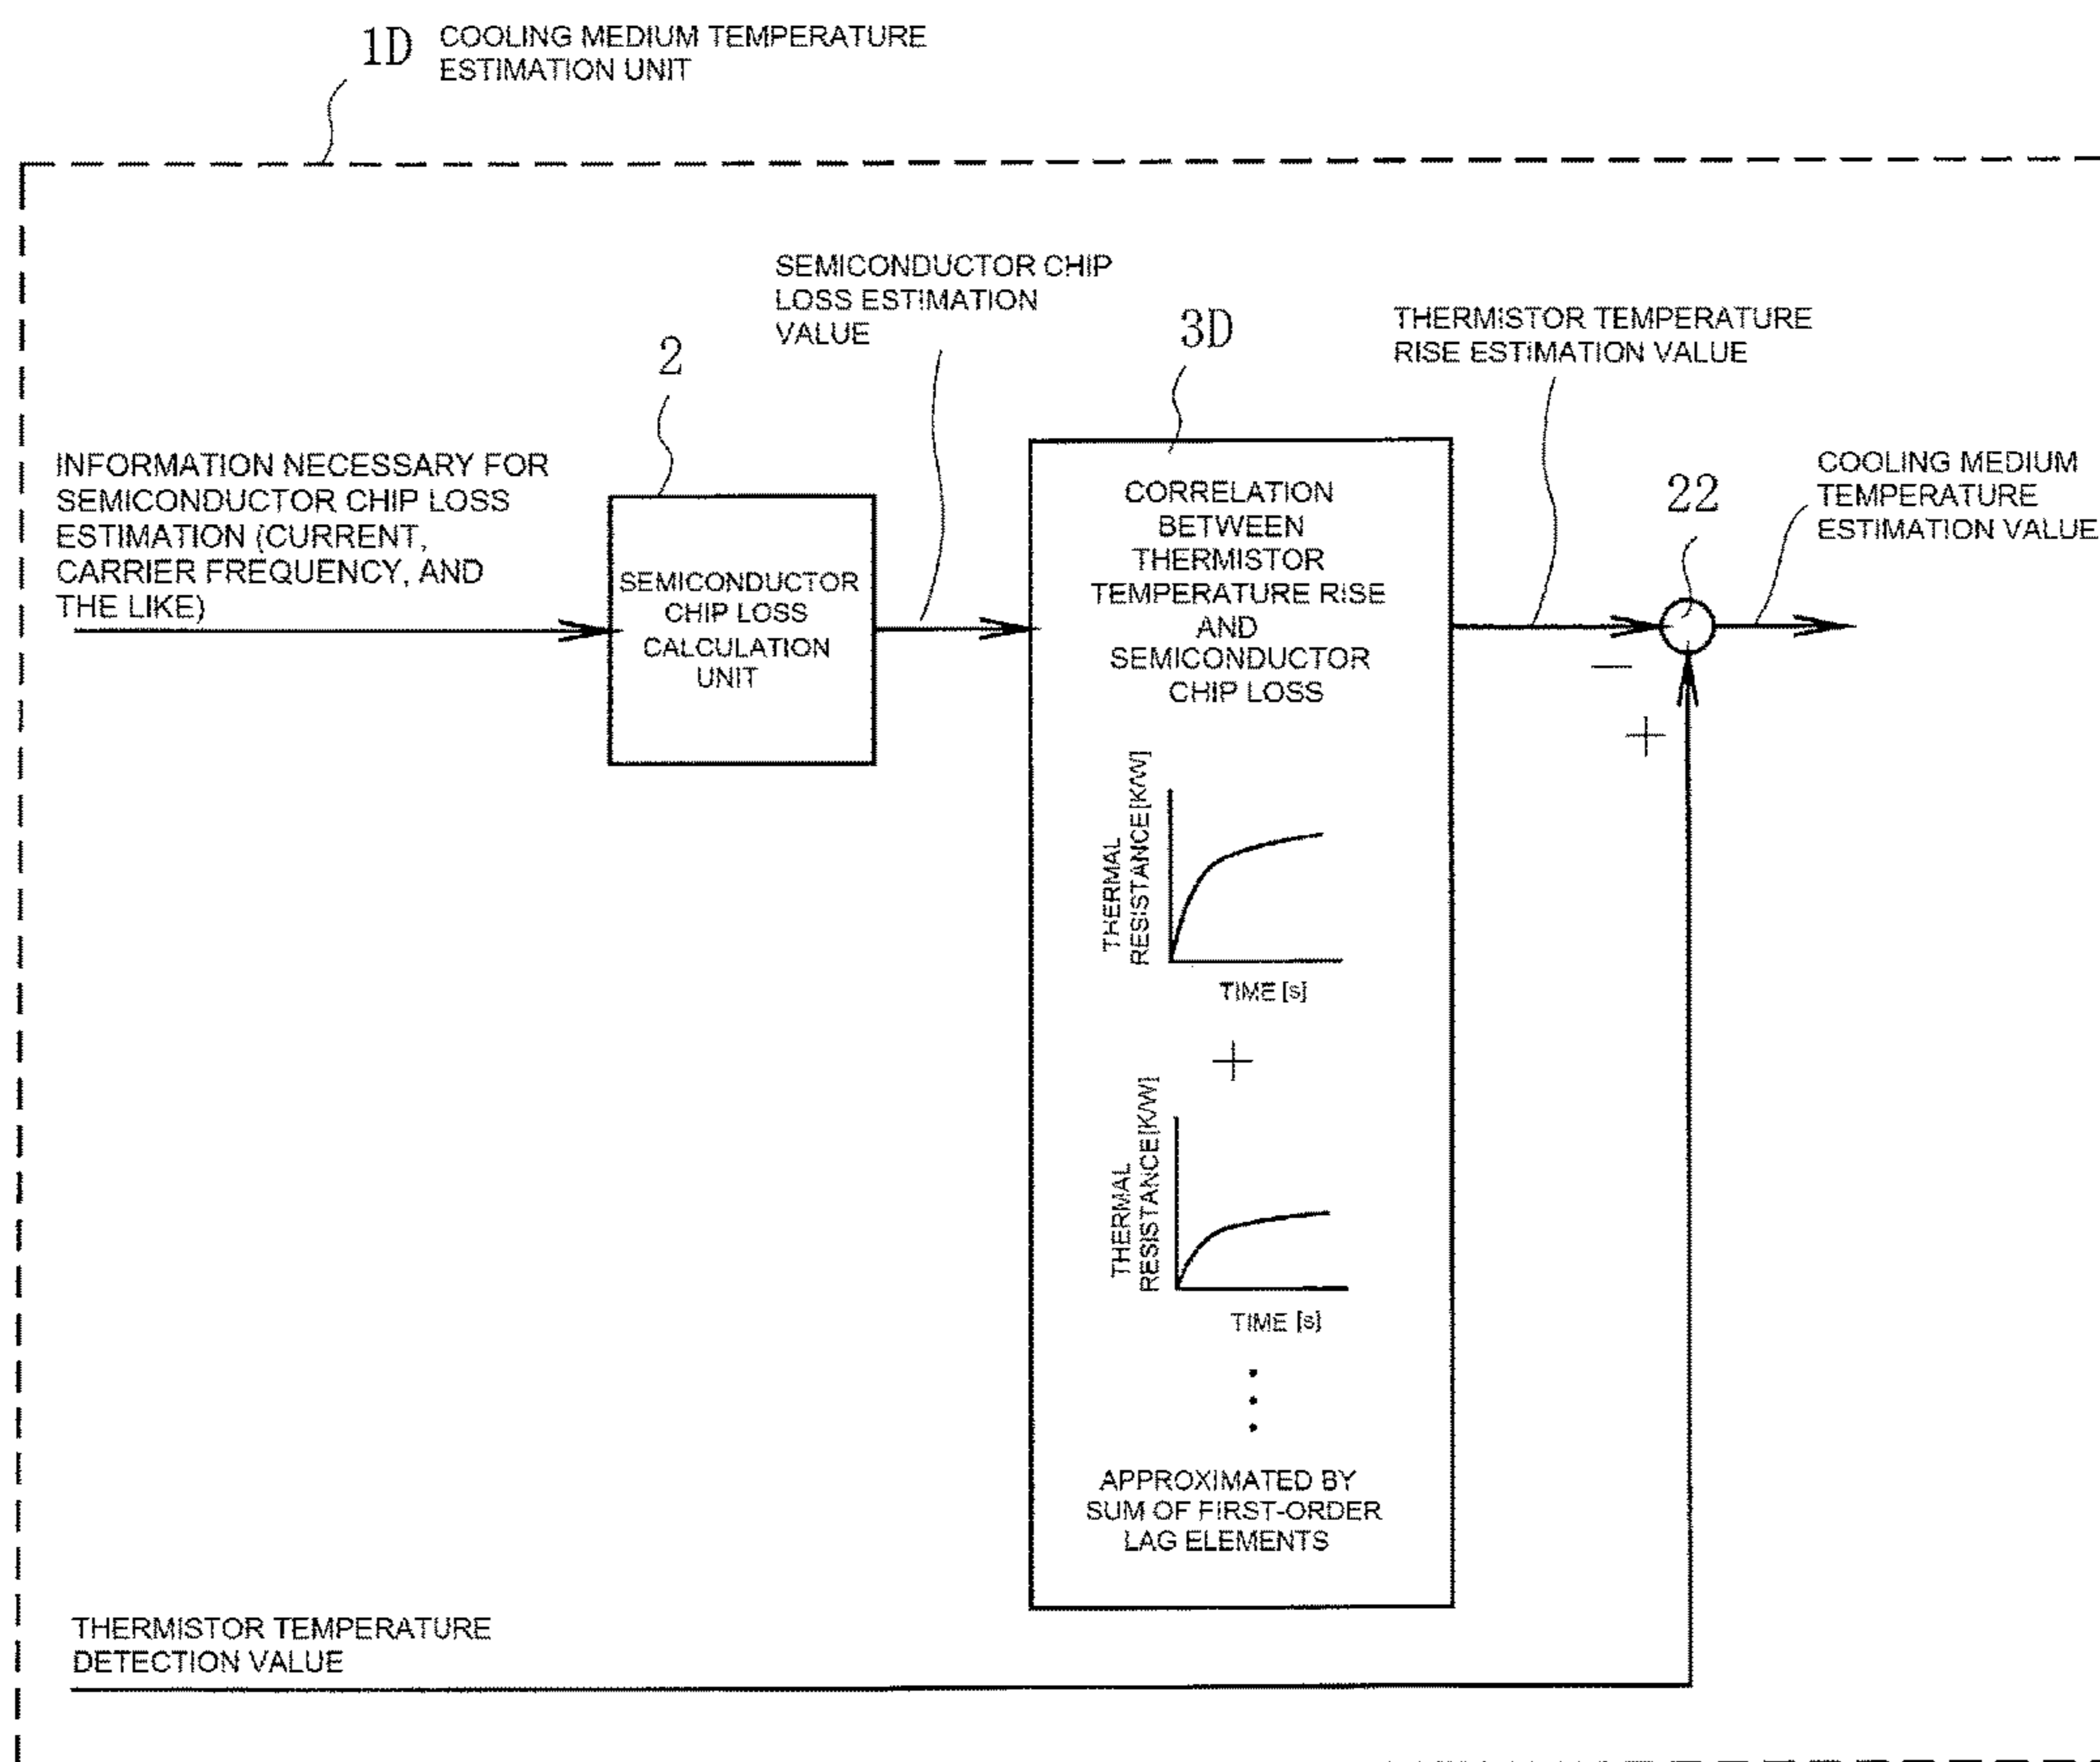 1D
COOLING MEDIUM TEMPERATURE
ESTIMATION UNIT
SEMICONDUCTOR CHIP
LOSS ESTIMATION
VALUE
2
3D
THERMISTOR TEMPERATURE
RISE ESTIMATION VALUE
INFORMATION NECESSARY FOR
SEMICONDUCTOR CHIP LOSS
ESTIMATION (CURRENT,
CARRIER FREQUENCY, AND
THE LIKE)
SEMICONDUCTOR
CHIP LOSS
CALCULATION
UNIT
CORRELATION
BETWEEN
THERMISTOR
TEMPERATURE RISE
AND
SEMICONDUCTOR
CHIP LOSS
22
COOLING MEDIUM
TEMPERATURE
ESTIMATION VALUE
−
+
THERMAL
RESISTANCE[K/W]
TIME [s]
+
THERMAL
RESISTANCE[K/W]
TIME [s]
APPROXIMATED BY
SUM OF FIRST-ORDER
LAG ELEMENTS
THERMISTOR TEMPERATURE
DETECTION VALUE